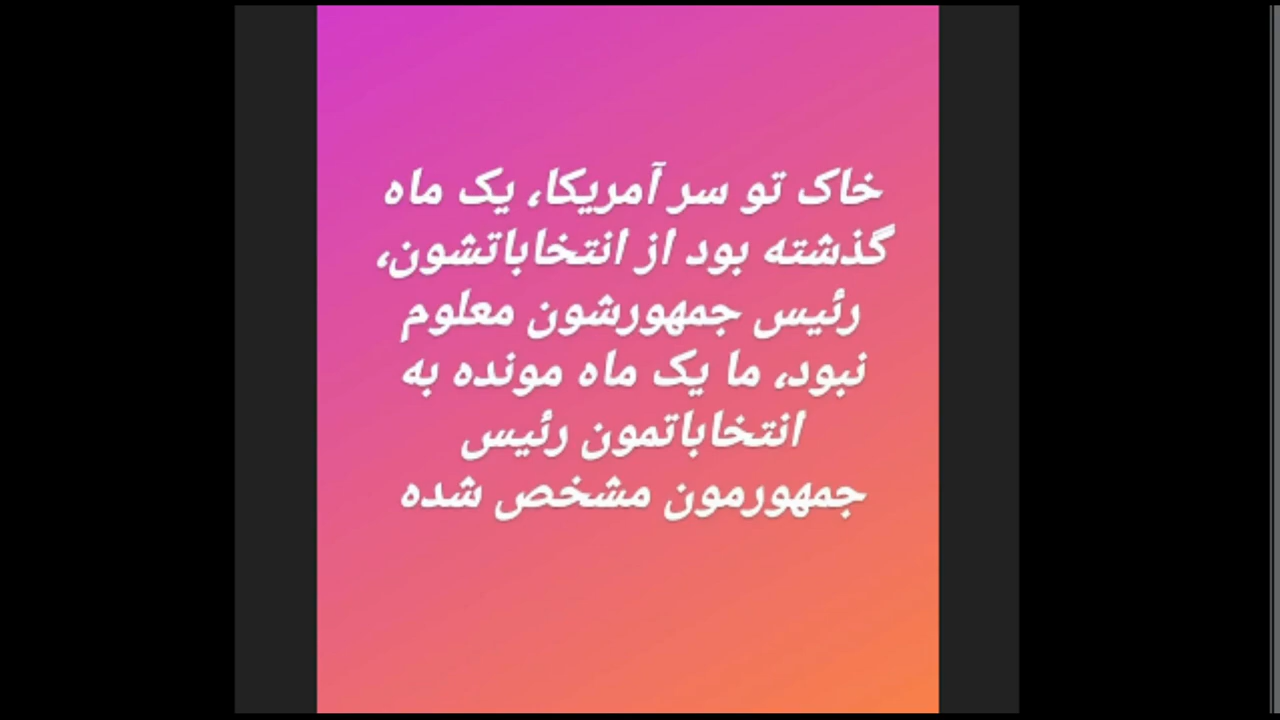 خاک تو سر آمریکا، یک ماه
گذشته بود از انتخاباتشون،
رئیس جمهورشون معلوم
نبود، ما یک ماه مونده به
انتخاباتمون رئیس
جمهورمون مشخص شده